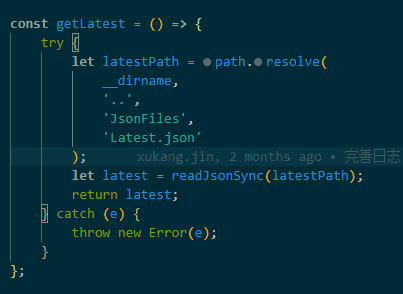 const getLatest = () => {
    try {
        let latestPath = path.resolve(
            __dirname,
            '..',
            'JsonFiles',
            'Latest.json'
        );        xukang.jin, 2 months ago • 完善日志
        let latest = readJsonSync(latestPath);
        return latest;
    } catch (e) {
        throw new Error(e);
    }
};